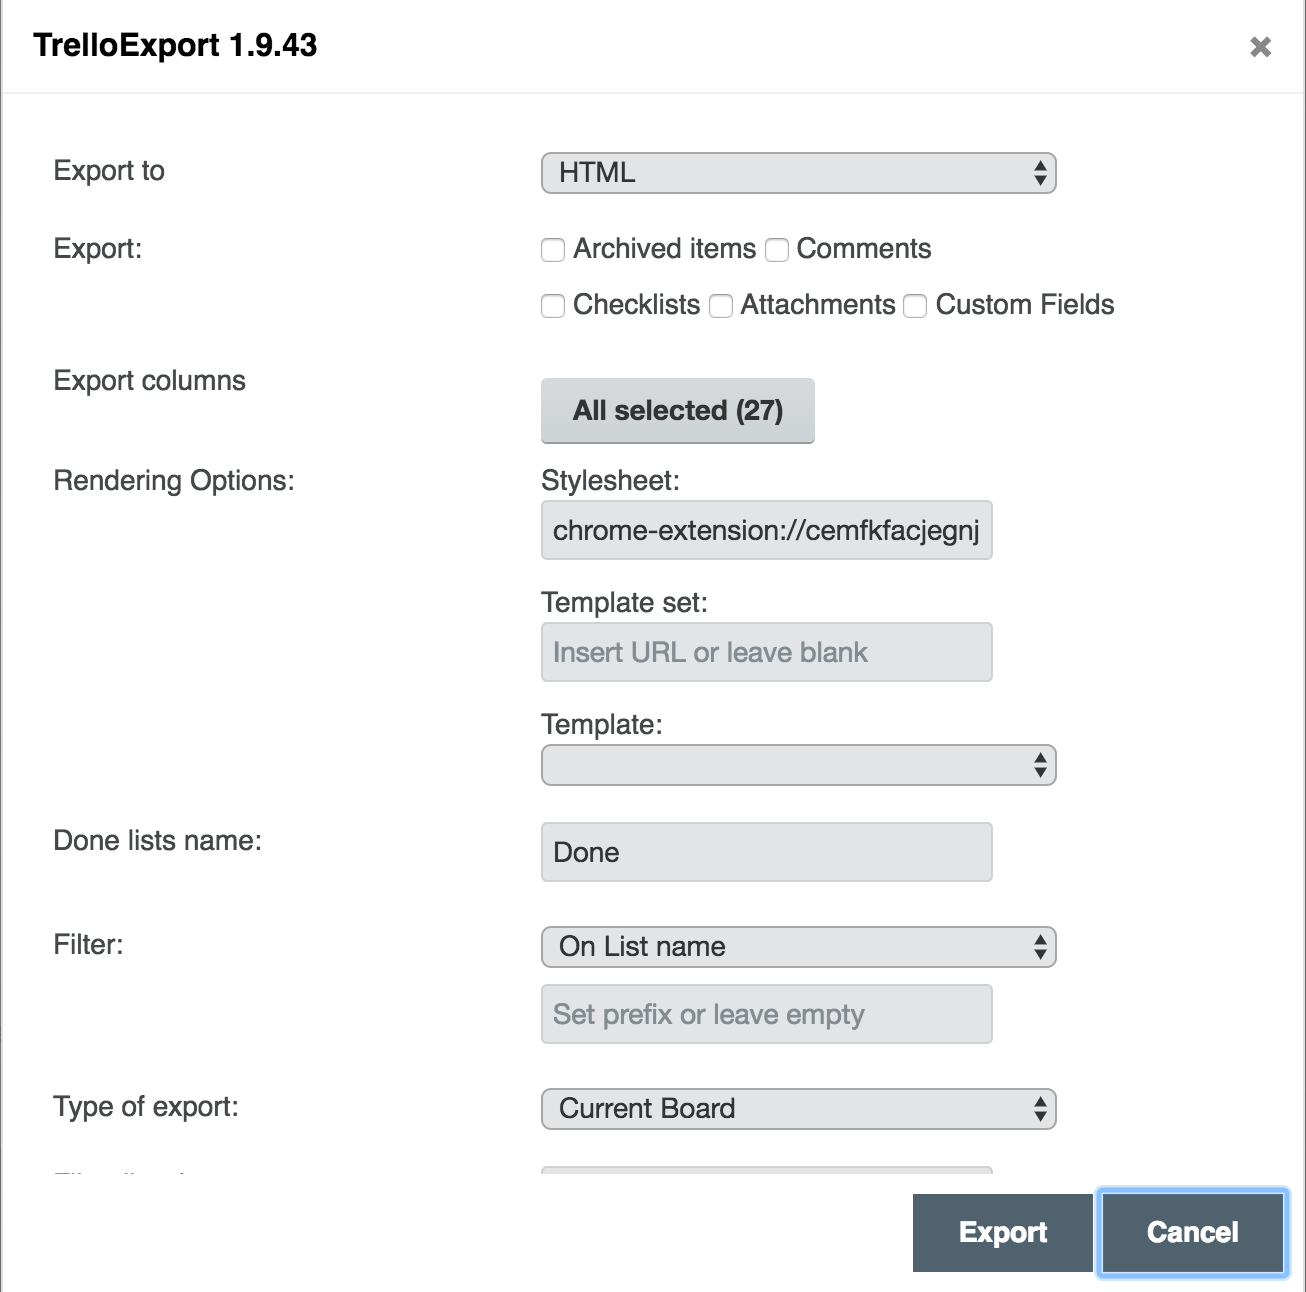 TrelloExport 1.9.43
Export to
HTML
Export:
Archived items Comments
Checklists Attachments Custom Fields
Export columns
All selected (27)
Rendering Options:
Stylesheet:
chrome-extension://cemfkfacjegnj
Template set:
Insert URL or leave blank
Template:
Done lists name:
Done
Filter:
On List name
Set prefix or leave empty
Type of export:
Current Board
Export
Cancel